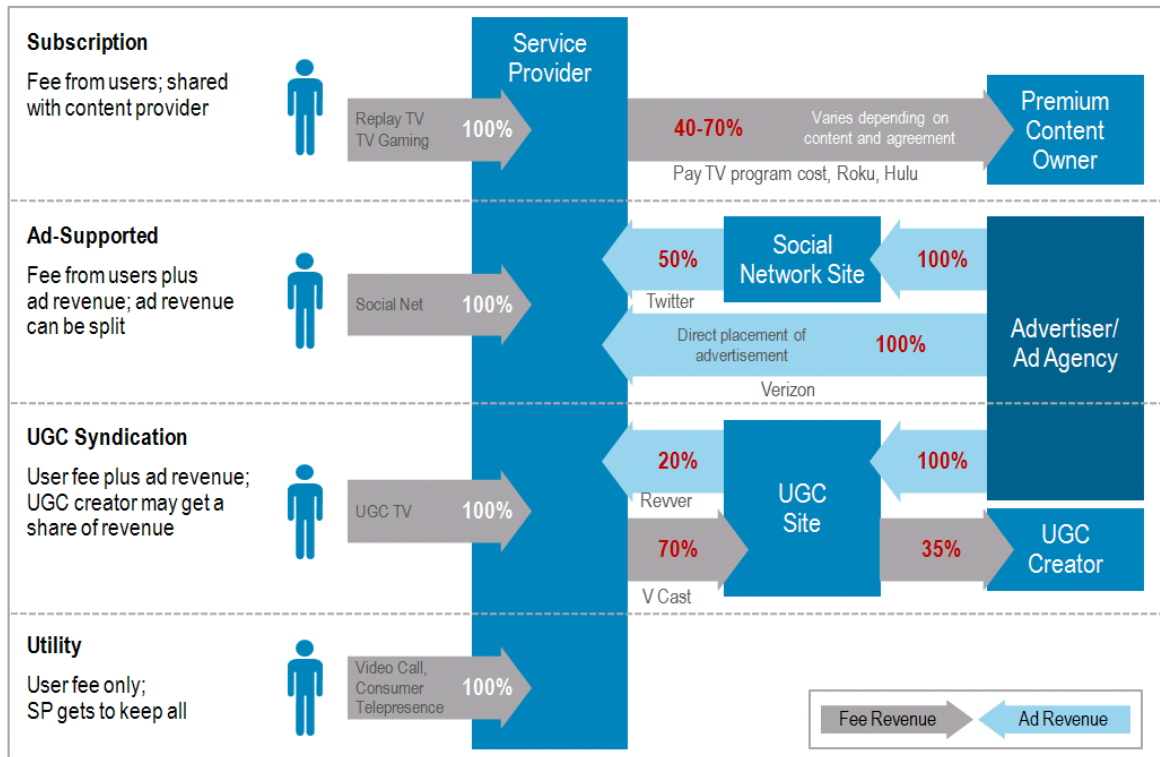 Subscription
Fee from users; shared
with content provider
Replay TV
TV Gaming
100%
Service
Provider
40-70%
Varies depending on
content and agreement
Pay TV program cost, Roku, Hulu
Premium
Content
Owner
Ad-Supported
Fee from users plus
ad revenue; ad revenue
can be split
Social Net
100%
50%
Twitter
Social
Network Site
100%
Direct placement of
advertisement
100%
Verizon
Advertiser/
Ad Agency
UGC Syndication
User fee plus ad revenue;
UGC creator may get a
share of revenue
UGC TV
100%
20%
Revver
70%
V Cast
UGC
Site
100%
35%
UGC
Creator
Utility
User fee only;
SP gets to keep all
Video Call,
Consumer
Telepresence
100%
Fee Revenue
Ad Revenue